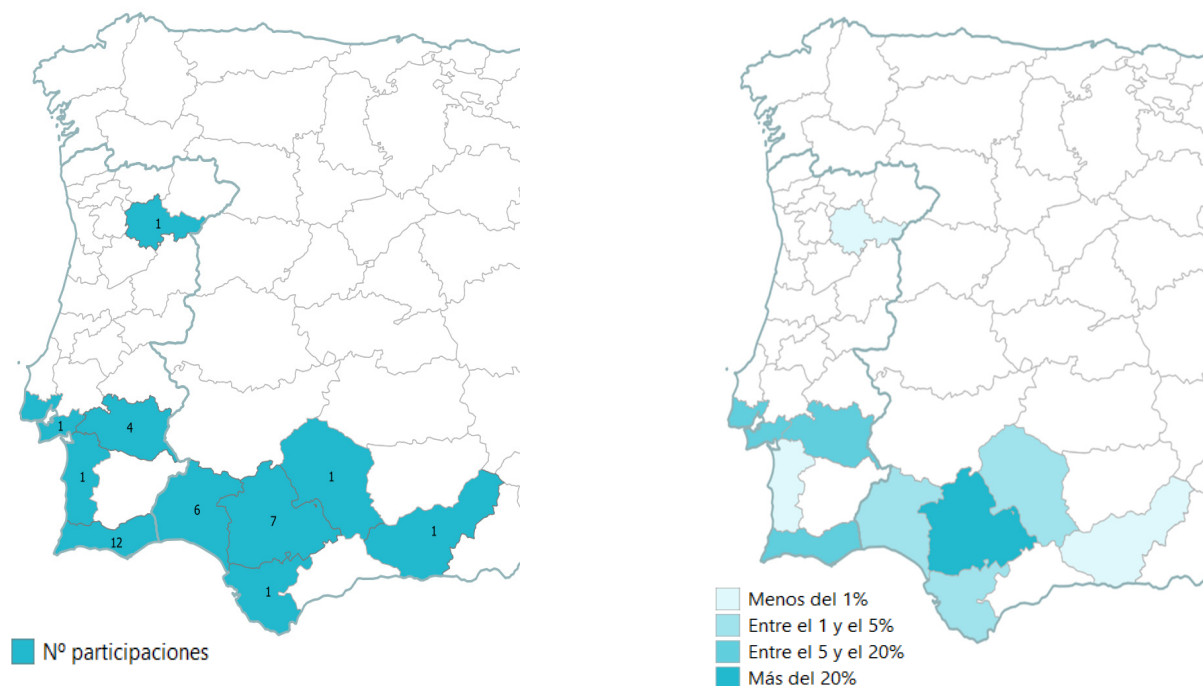 1
1
4
1
1
6
7
1
12
1
Nº participaciones
Menos del 1%
Entre el 1 y el 5%
Entre el 5 y el 20%
Más del 20%